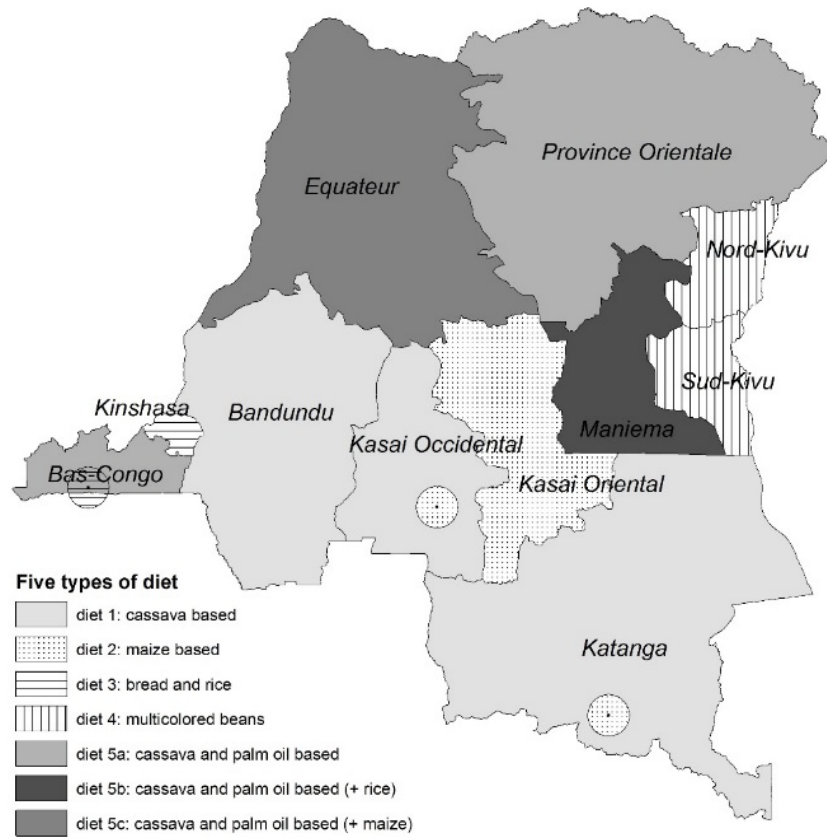 Province Orientale
Equateur
Nord-Kivu
Sud-Kivu
Kinshasa
Bandundu
Kasai Occidental
Maniema
Bas-Congo
Kasai Oriental
Katanga
Five types of diet
diet 1: cassava based
diet 2: maize based
diet 3: bread and rice
diet 4: multicolored beans
diet 5a: cassava and palm oil based
diet 5b: cassava and palm oil based (+ rice)
diet 5c: cassava and palm oil based (+ maize)